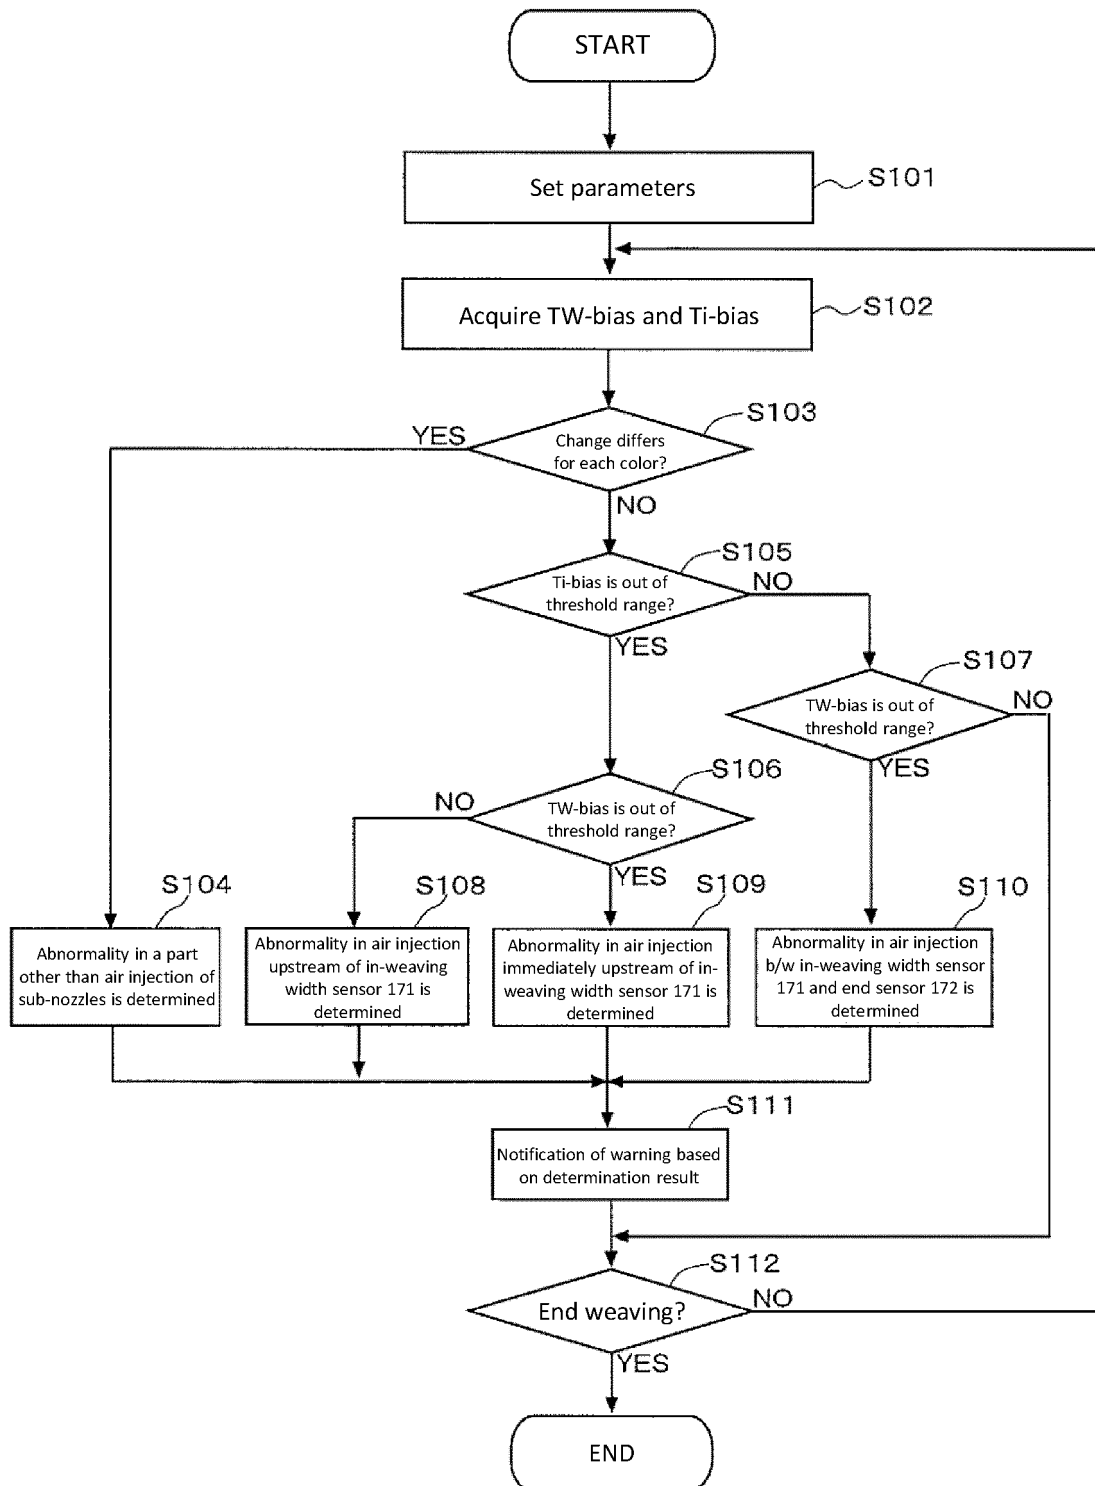 START
Set parameters
S101
Acquire TW-bias and Ti-bias
S102
S103
YES
Change differs
for each color?
NO
S105
Ti-bias is out of
threshold range?
NO
YES
S107
TW-bias is out of
threshold range?
NO
YES
S106
NO
TW-bias is out of
threshold range?
YES
S104
Abnormality in a part
other than air injection of
sub-nozzles is determined
S108
Abnormality in air injection
upstream of in-weaving
width sensor 171 is
determined
S109
Abnormality in air injection
immediately upstream of in-
weaving width sensor 171 is
determined
S110
Abnormality in air injection
b/w in-weaving width sensor
171 and end sensor 172 is
determined
S111
Notification of warning based
on determination result
S112
End weaving?
NO
YES
END